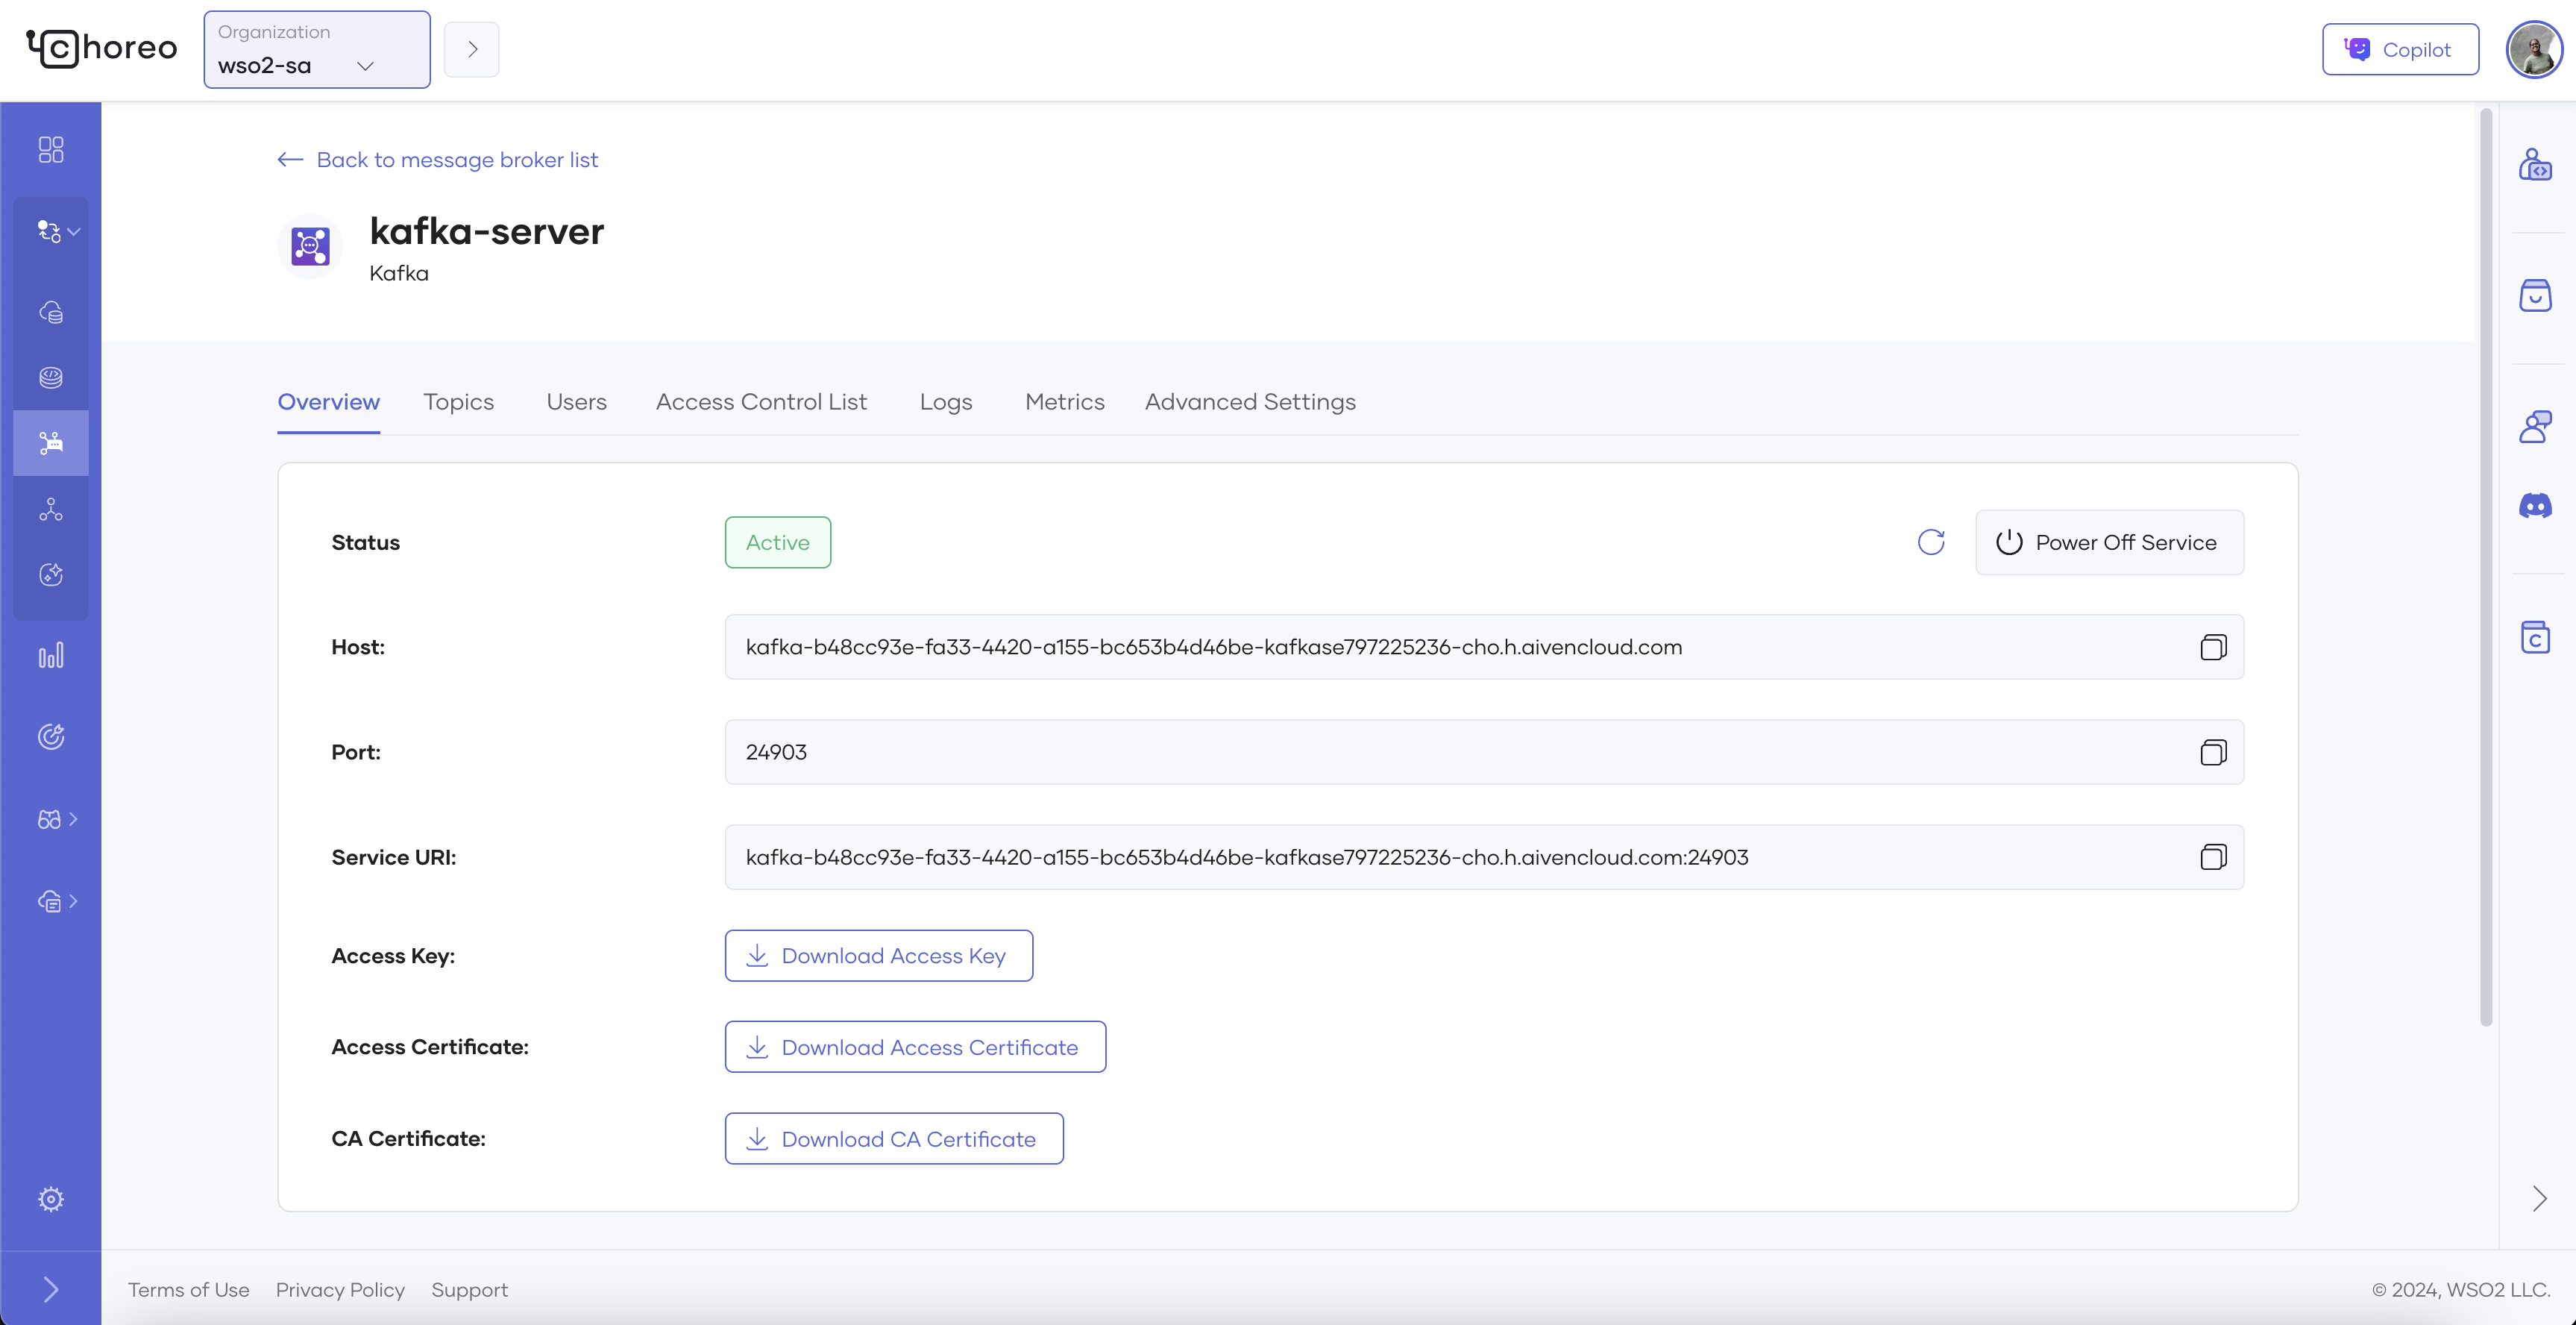 Choreo
Organization
wso2-sa
Copilot
Back to message broker list
kafka-server
Kafka
Overview Topics Users Access Control List Logs Metrics Advanced Settings
Status Active Power Off Service
Host: kafka-b48cc93e-fa33-4420-a155-bc653b4d46be-kafkase797225236-cho.h.aivencloud.com
Port: 24903
Service URI: kafka-b48cc93e-fa33-4420-a155-bc653b4d46be-kafkase797225236-cho.h.aivencloud.com:24903
Access Key: Download Access Key
Access Certificate: Download Access Certificate
CA Certificate: Download CA Certificate
Terms of Use Privacy Policy Support © 2024, WSO2 LLC.